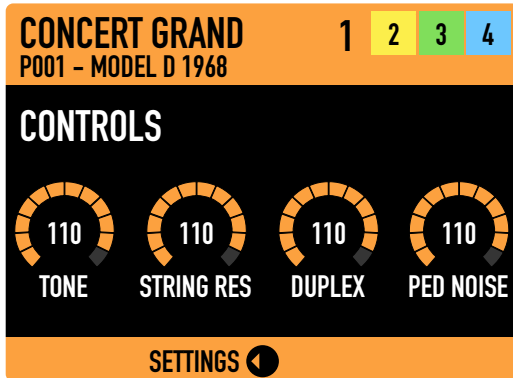 CONCERT GRAND
P001 – MODEL D 1968
1 2 3 4
CONTROLS
110 110 110 110
TONE STRING RES DUPLEX PED NOISE
SETTINGS